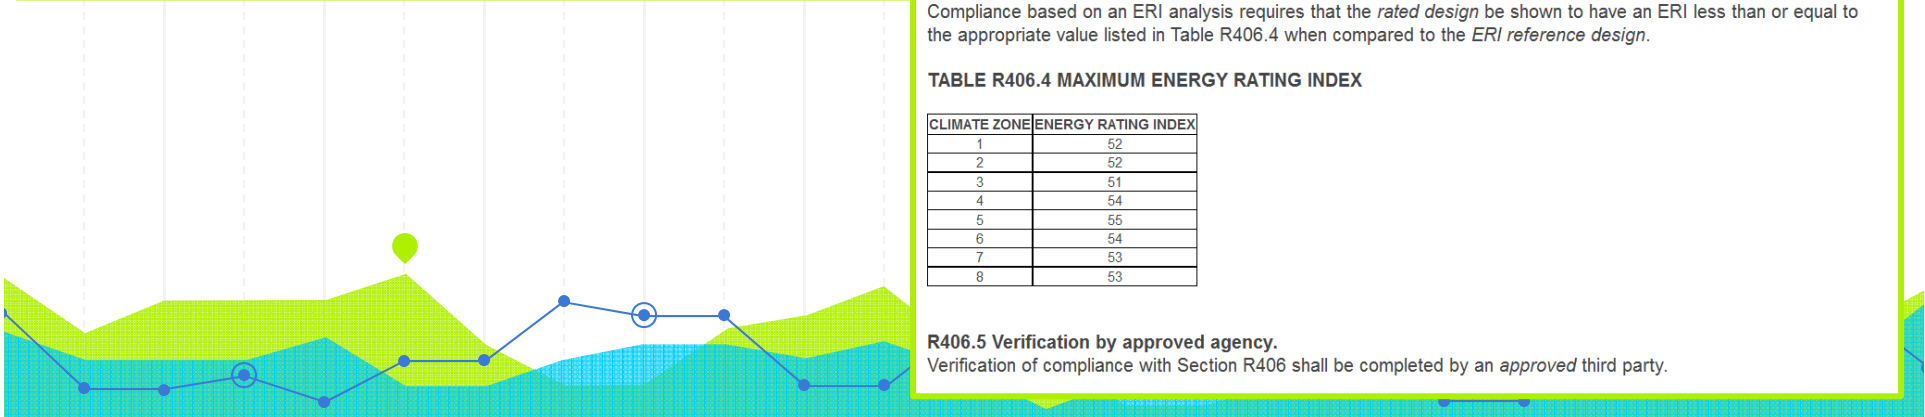 Compliance based on an ERI analysis requires that the rated design be shown to have an ERI less than or equal to
the appropriate value listed in Table R406.4 when compared to the ERI reference design.
TABLE R406.4 MAXIMUM ENERGY RATING INDEX
CLIMATE ZONE ENERGY RATING INDEX
1 52
2 52
3 51
4 54
5 55
6 54
7 53
8 53
R406.5 Verification by approved agency.
Verification of compliance with Section R406 shall be completed by an approved third party.